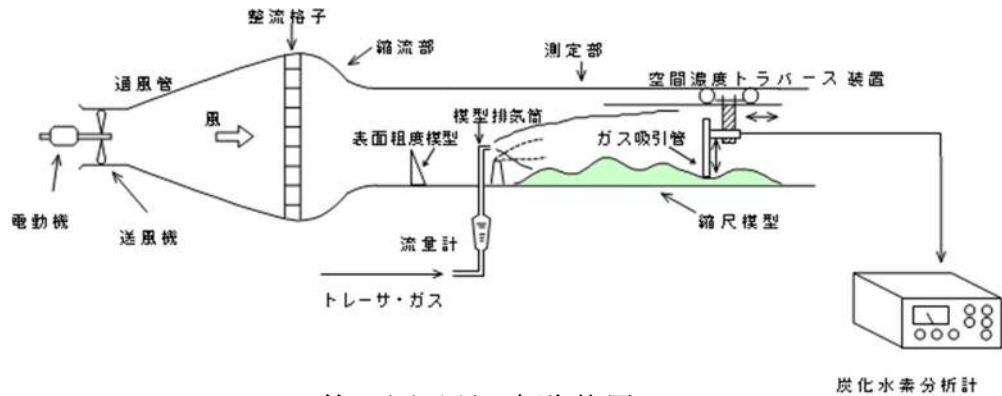 整流格子
縮流部
測定部
通風管
空間濃度トラバース装置
風
模型排気筒
表面粗度模型
ガス吸引管
電動機
送風機
流量計
縮尺模型
トレーサ・ガス
炭化水素分析計